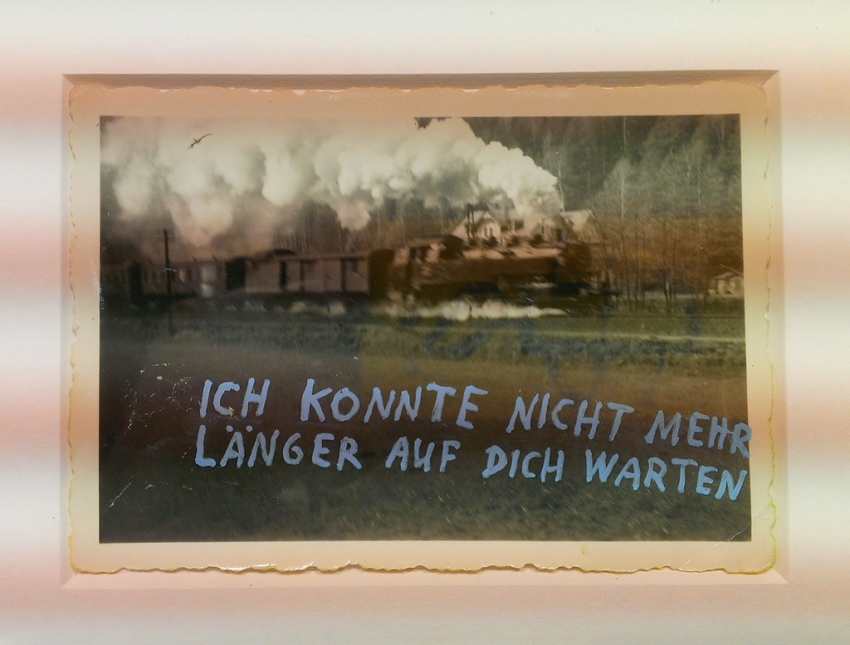 ICH KONNTE NICHT MEHR
LÄNGER AUF DICH WARTEN